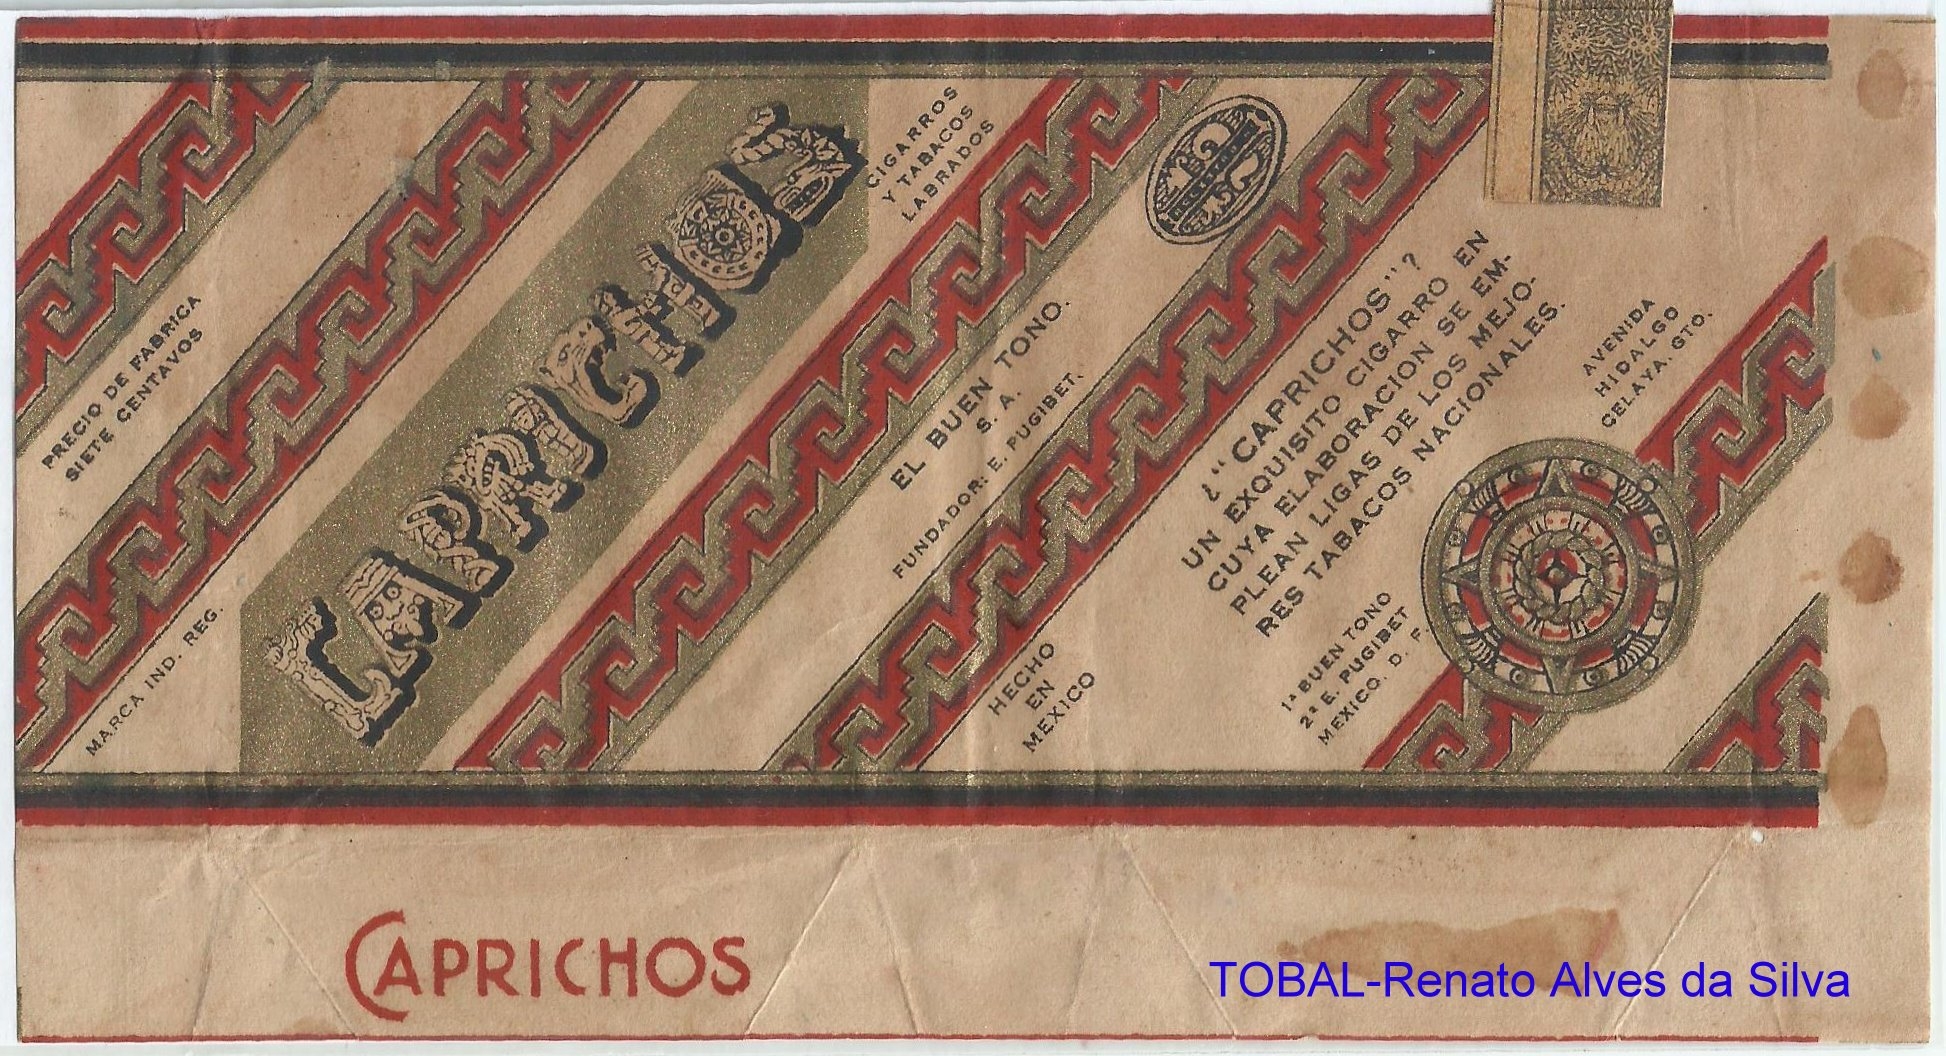 PRECIO DE FABRICA
SIETE CENTAVOS
MARCA IND. REG.
CAPRICHOS
CIGARROS
Y TABACOS
LABRADOS
EL BUEN TONO.
S. A.
FUNDADOR: E. PUGIBET.
HECHO
EN
MEXICO
¿"CAPRICHOS"?
UN EXQUISITO CIGARRO EN
CUYA ELABORACION SE EM-
PLEAN LIGAS DE LOS MEJO-
RES TABACOS NACIONALES.
AVENIDA
HIDALGO
CELAYA. GTO.
1ª BUEN TONO
2ª E. PUGIBET
MEXICO. D. F.
CAPRICHOS
TOBAL-Renato Alves da Silva